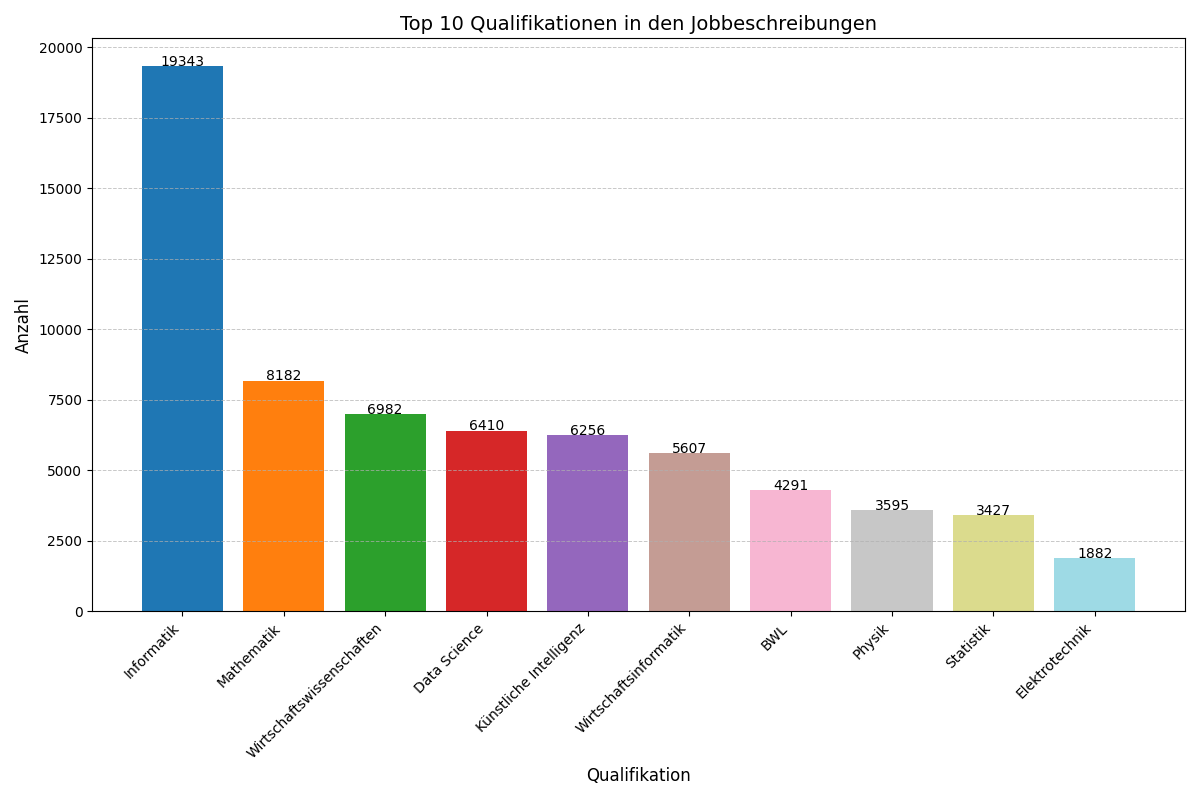 Top 10 Qualifikationen in den Jobbeschreibungen
Anzahl
20000
17500
15000
12500
10000
7500
5000
2500
0
19343
8182
6982
6410
6256
5607
4291
3595
3427
1882
Informatik
Mathematik
Wirtschaftswissenschaften
Data Science
Künstliche Intelligenz
Wirtschaftsinformatik
BWL
Physik
Statistik
Elektrotechnik
Qualifikation